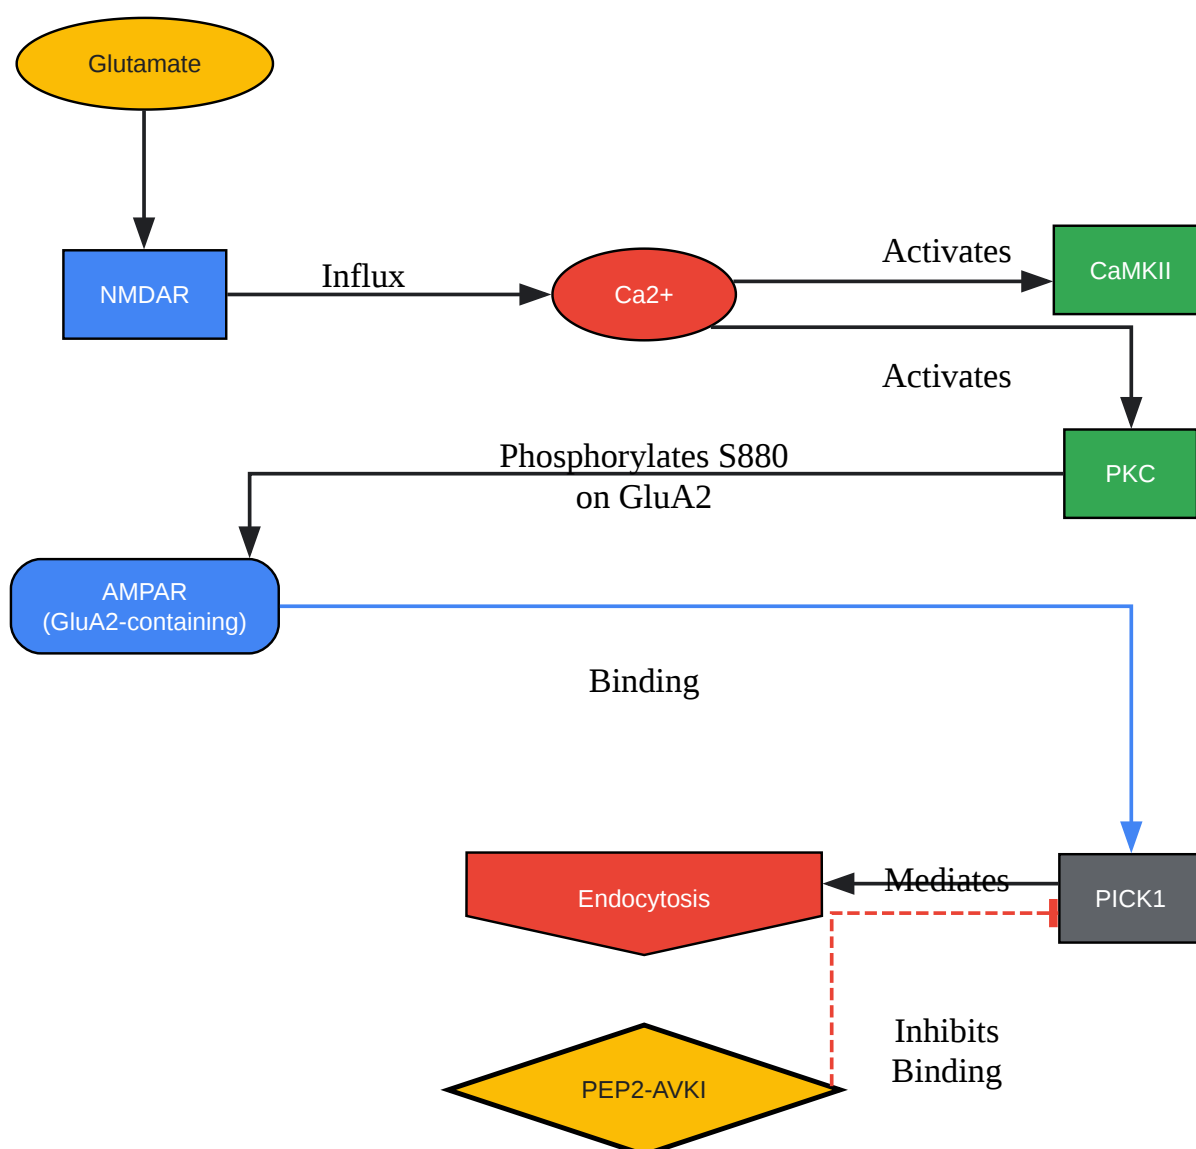 Glutamate
Activates
CaMKII
Influx
NMDAR
Ca2+
Activates
Phosphorylates S880
on GluA2
PKC
AMPAR
(GluA2-containing)
Binding
Mediates
Endocytosis
PICK1
Inhibits
Binding
PEP2-AVKI